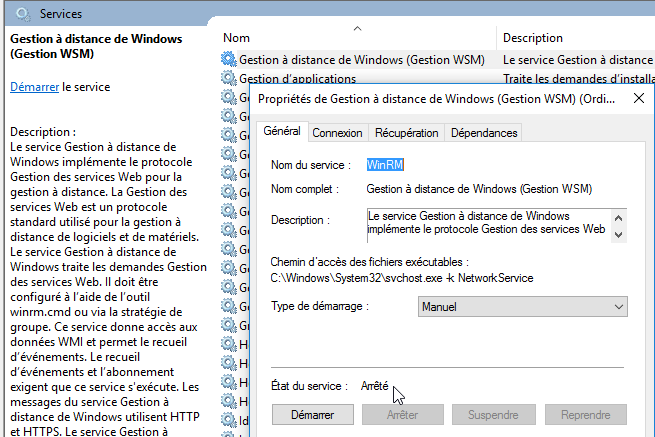 Services
Gestion à distance de Windows
(Gestion WSM)
Démarrer le service
Description :
Le service Gestion à distance de
Windows implémente le protocole
Gestion des services Web pour la
gestion à distance. La Gestion des
services Web est un protocole
standard utilisé pour la gestion à
distance de logiciels et de matériels.
Le service Gestion à distance de
Windows traite les demandes Gestion
des services Web. Il doit être
configuré à l'aide de l'outil
winrm.cmd ou via la stratégie de
groupe. Ce service donne accès aux
données WMI et permet le recueil
d'événements. Le recueil
d'événements et l'abonnement
exigent que ce service s'exécute. Les
messages du service Gestion à
distance de Windows utilisent HTTP
et HTTPS. Le service Gestion à
Nom
Description
Gestion à distance de Windows (Gestion WSM)
Le service Gestion à distance
Gestion d'applications
Traite les demandes d'installa
Propriétés de Gestion à distance de Windows (Gestion WSM) (Ordi...
Général
Connexion
Récupération
Dépendances
Nom du service :
WinRM
Nom complet :
Gestion à distance de Windows (Gestion WSM)
Description :
Le service Gestion à distance de Windows
implémente le protocole Gestion des services Web
Chemin d'accès des fichiers exécutables :
C:\Windows\System32\svchost.exe -k NetworkService
Type de démarrage :
Manuel
État du service :
Arrêté
Démarrer
Arrêter
Suspendre
Reprendre